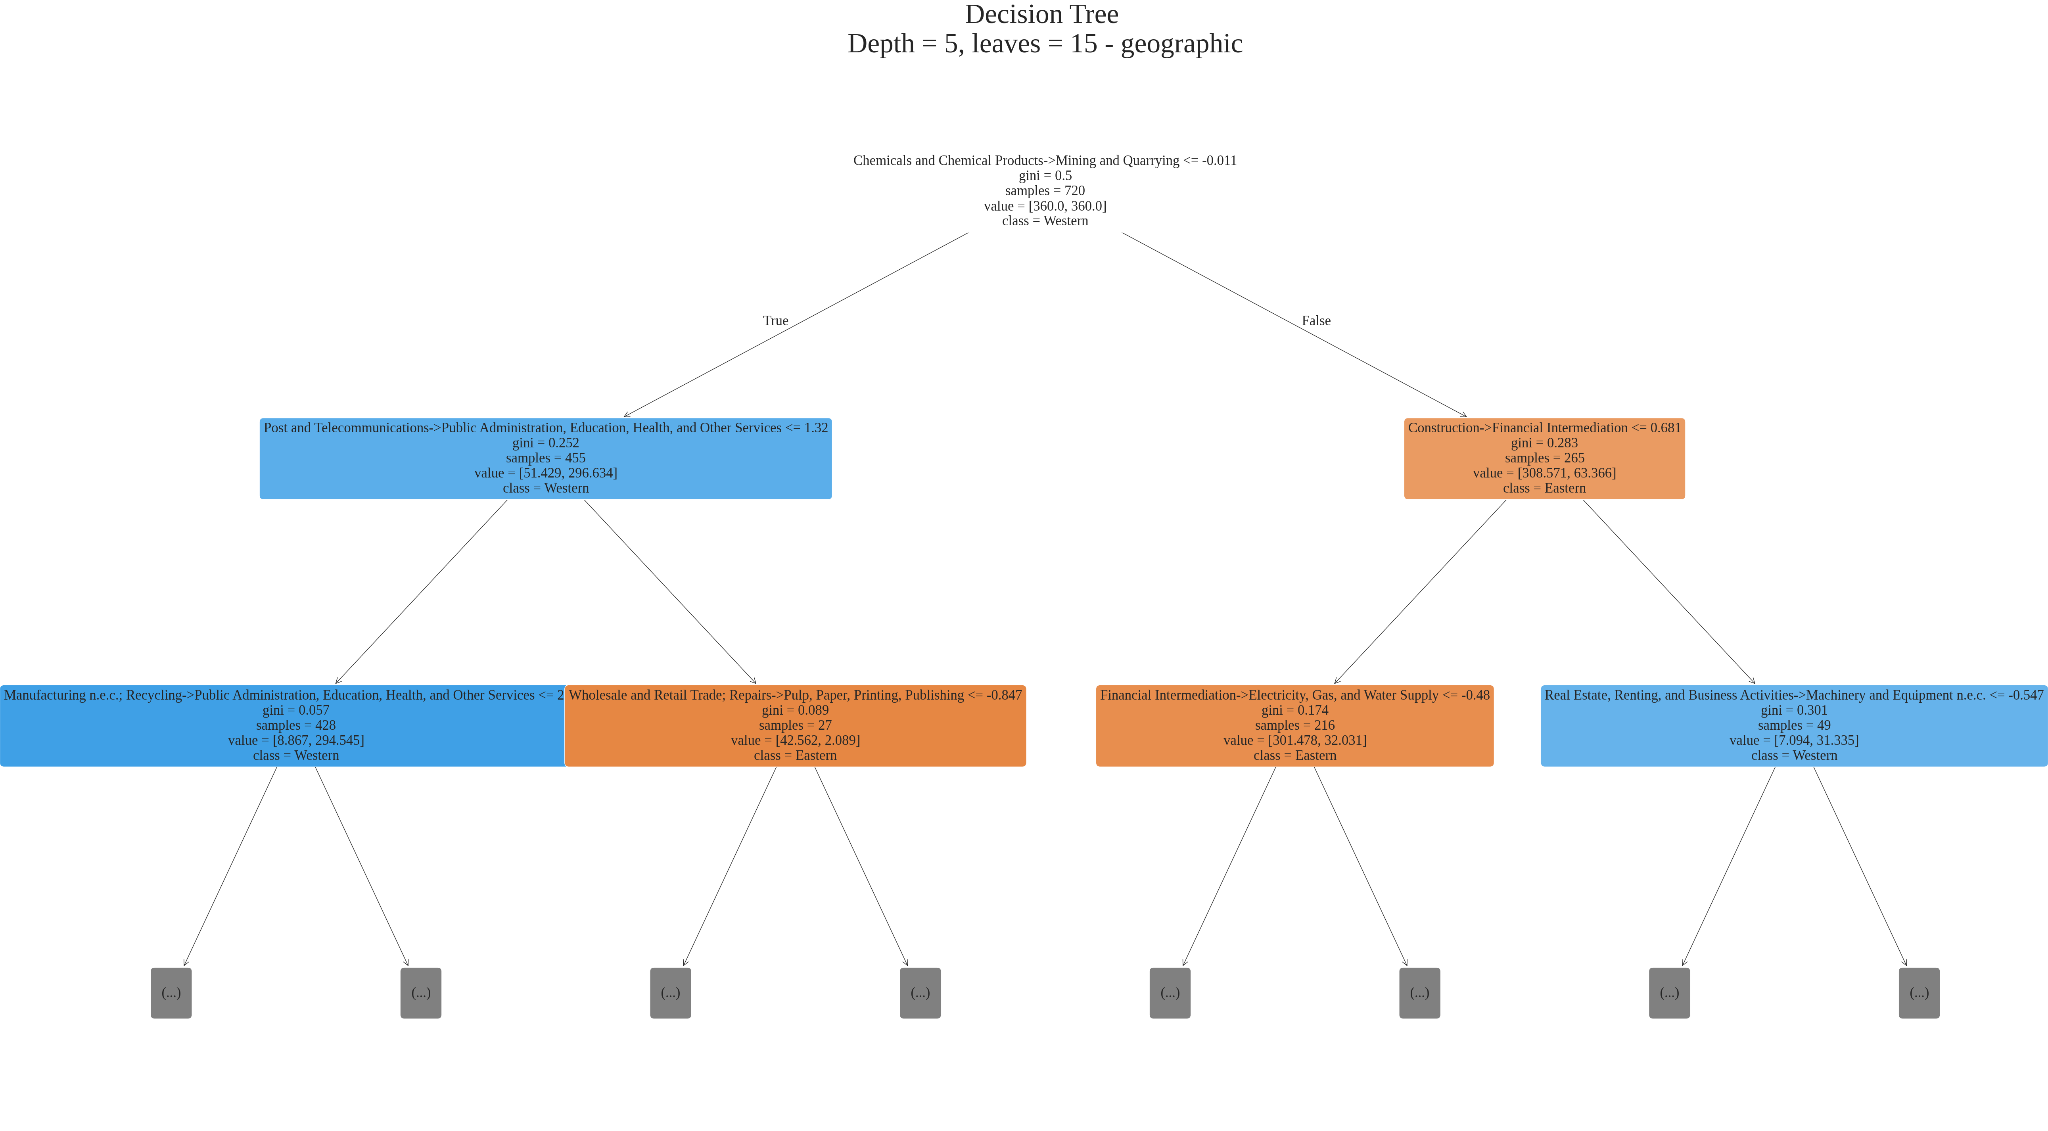 Decision Tree
Depth = 5, leaves = 15 - geographic
Chemicals and Chemical Products->Mining and Quarrying <= -0.011
gini = 0.5
samples = 720
value = [360.0, 360.0]
class = Western
True
False
Post and Telecommunications->Public Administration, Education, Health, and Other Services <= 1.32
gini = 0.252
samples = 455
value = [51.429, 296.634]
class = Western
Construction->Financial Intermediation <= 0.681
gini = 0.283
samples = 265
value = [308.571, 63.366]
class = Eastern
Manufacturing n.e.c.; Recycling->Public Administration, Education, Health, and Other Services <= 2
gini = 0.057
samples = 428
value = [8.867, 294.545]
class = Western
Wholesale and Retail Trade; Repairs->Pulp, Paper, Printing, Publishing <= -0.847
gini = 0.089
samples = 27
value = [42.562, 2.089]
class = Eastern
Financial Intermediation->Electricity, Gas, and Water Supply <= -0.48
gini = 0.174
samples = 216
value = [301.478, 32.031]
class = Eastern
Real Estate, Renting, and Business Activities->Machinery and Equipment n.e.c. <= -0.547
gini = 0.301
samples = 49
value = [7.094, 31.335]
class = Western
(...)
(...)
(...)
(...)
(...)
(...)
(...)
(...)